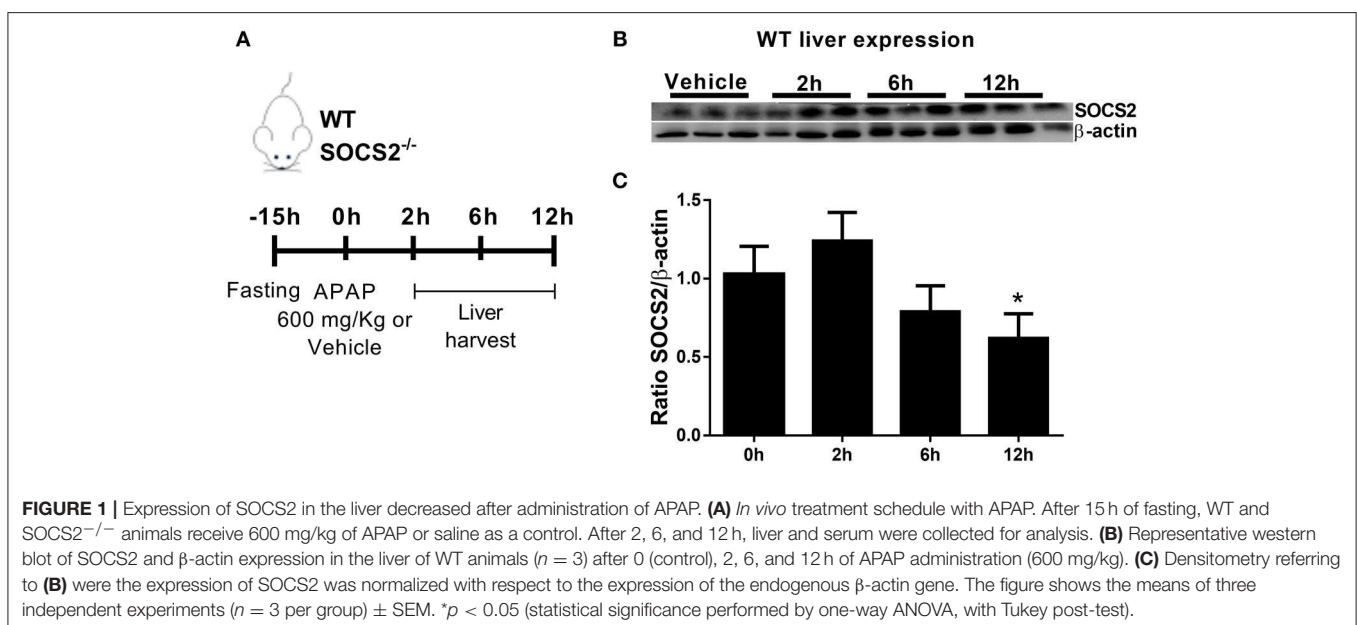 A
WT
SOCS2-/-
-15h 0h 2h 6h 12h
Fasting APAP
600 mg/Kg or
Vehicle
Liver
harvest
B
WT liver expression
Vehicle 2h 6h 12h
SOCS2
β-actin
C
Ratio SOCS2/β-actin
1.5
1.0
0.5
0.0
*
0h 2h 6h 12h
FIGURE 1 | Expression of SOCS2 in the liver decreased after administration of APAP. (A) In vivo treatment schedule with APAP. After 15 h of fasting, WT and
SOCS2−/− animals receive 600 mg/kg of APAP or saline as a control. After 2, 6, and 12 h, liver and serum were collected for analysis. (B) Representative western
blot of SOCS2 and β-actin expression in the liver of WT animals (n = 3) after 0 (control), 2, 6, and 12 h of APAP administration (600 mg/kg). (C) Densitometry referring
to (B) were the expression of SOCS2 was normalized with respect to the expression of the endogenous β-actin gene. The figure shows the means of three
independent experiments (n = 3 per group) ± SEM. *p < 0.05 (statistical significance performed by one-way ANOVA, with Tukey post-test).